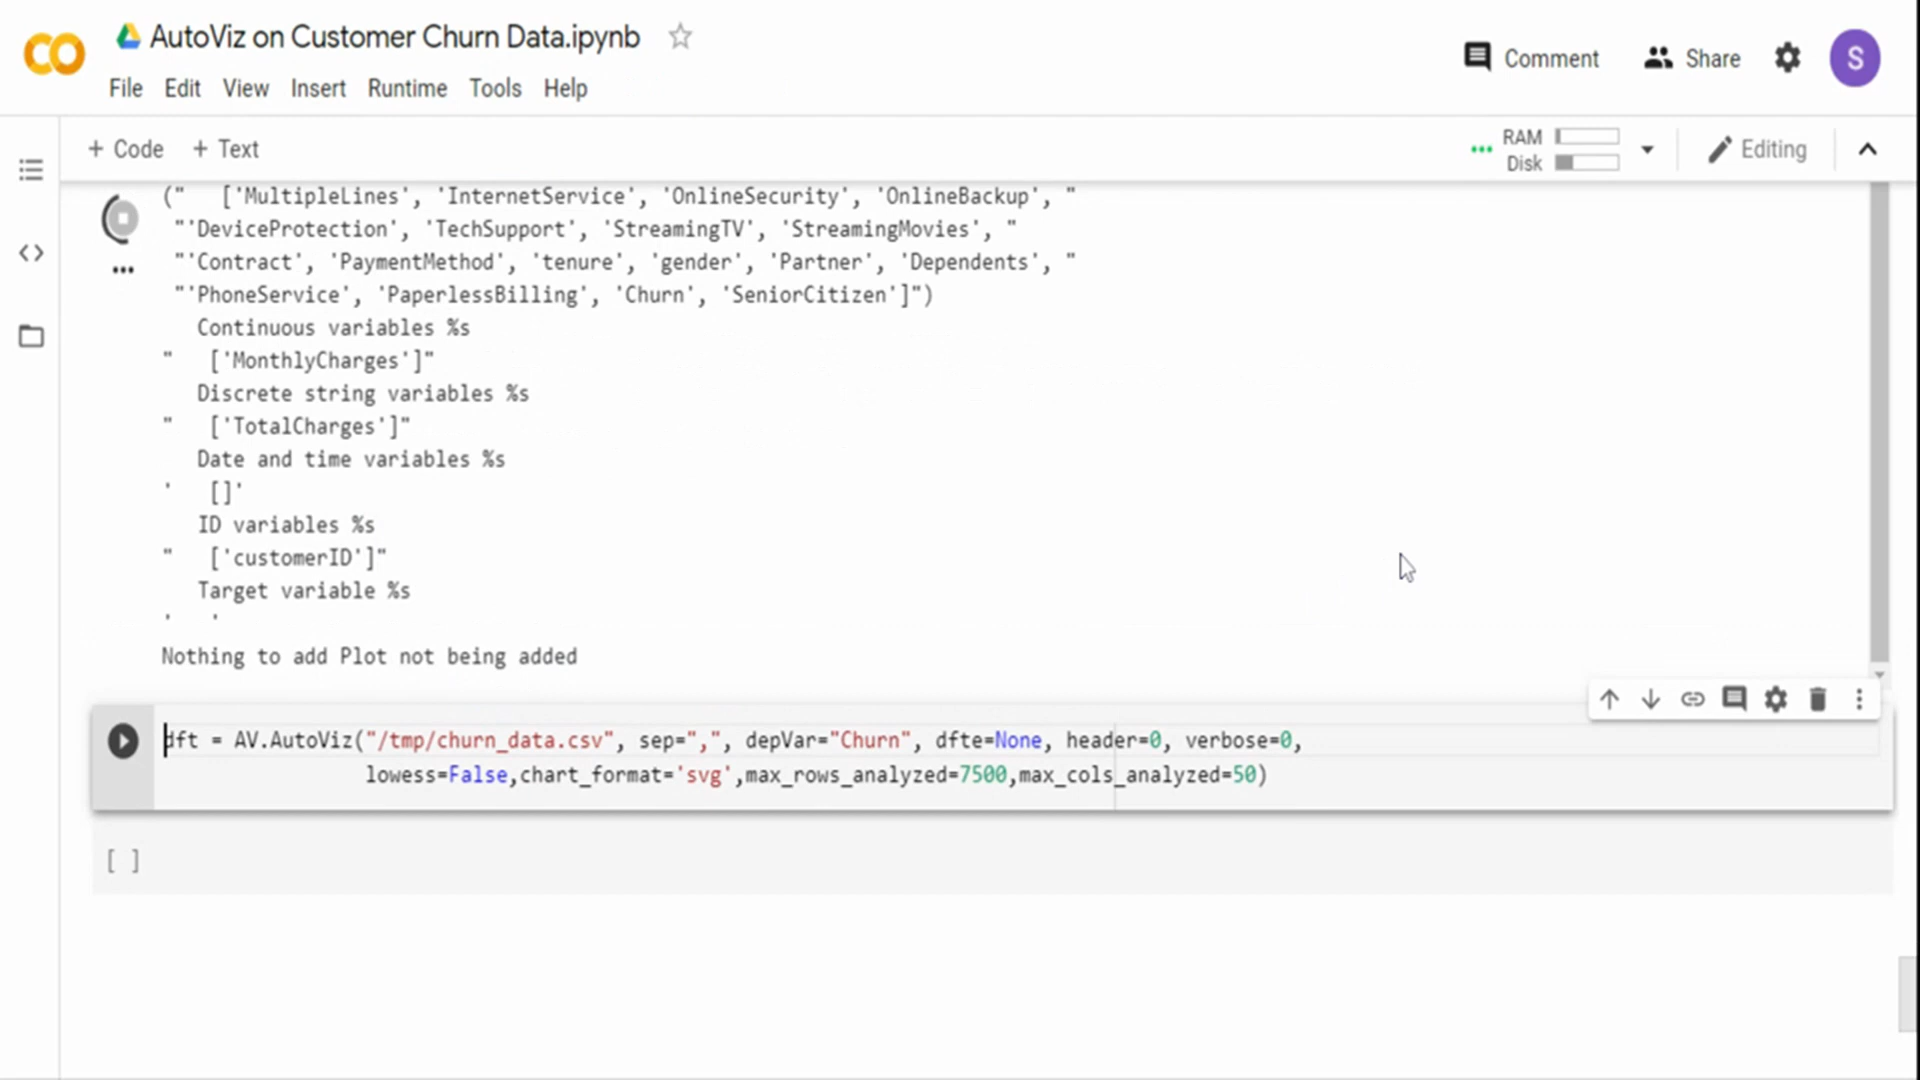 AutoViz on Customer Churn Data.ipynb
File Edit View Insert Runtime Tools Help
Comment Share S
+ Code + Text
RAM
Disk
Editing
("   ['MultipleLines', 'InternetService', 'OnlineSecurity', 'OnlineBackup', "
"'DeviceProtection', 'TechSupport', 'StreamingTV', 'StreamingMovies', "
"'Contract', 'PaymentMethod', 'tenure', 'gender', 'Partner', 'Dependents', "
"'PhoneService', 'PaperlessBilling', 'Churn', 'SeniorCitizen']")
Continuous variables %s
"   ['MonthlyCharges']"
Discrete string variables %s
"   ['TotalCharges']"
Date and time variables %s
'   []'
ID variables %s
"   ['customerID']"
Target variable %s
'   '
Nothing to add Plot not being added
dft = AV.AutoViz("/tmp/churn_data.csv", sep=",", depVar="Churn", dfte=None, header=0, verbose=0,
lowess=False,chart_format='svg',max_rows_analyzed=7500,max_cols_analyzed=50)
[ ]